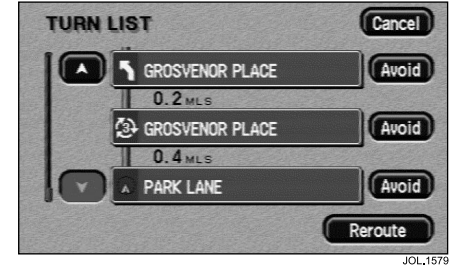 TURN LIST
Cancel
GROSVENOR PLACE
Avoid
0.2 MLS
3 GROSVENOR PLACE
Avoid
0.4 MLS
PARK LANE
Avoid
Reroute
JOL.1579